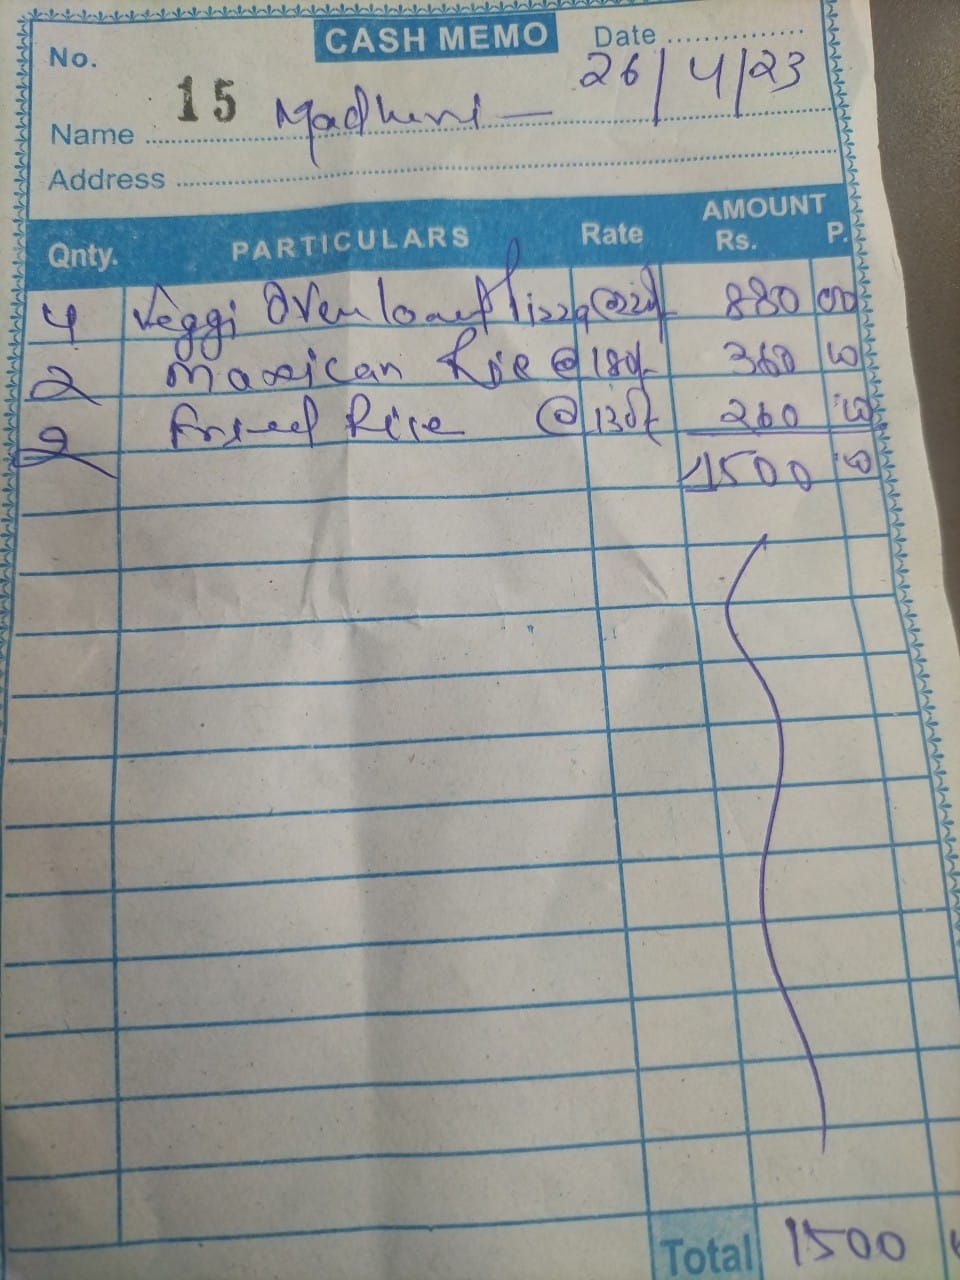 CASH MEMO
No. 15 Date 26/4/23
Name Madhuri —
Address
Qnty. PARTICULARS Rate AMOUNT Rs. P.
4 Veggi Overload Pizza @220/- 880 00
2 Maxican Rice @ 180/- 360 00
2 Fried Rice @ 130/- 260 00
1500 00
Total 1500